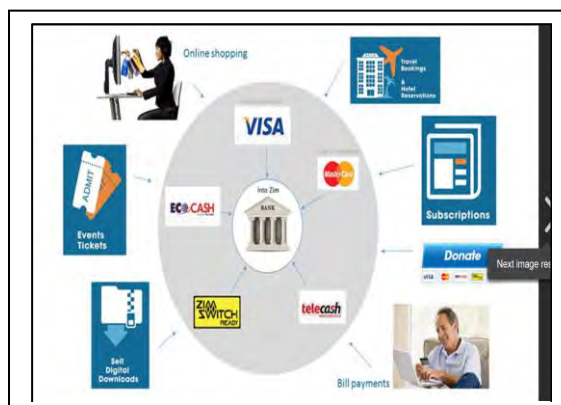 Online shopping
Travel
Bookings
&
Hotel
Reservations
VISA
MasterCard
Into Zim
BANK
ECOCASH
ADMIT
Events
Tickets
Subscriptions
Donate
VISA
Next image res
ZIM
SWITCH
READY
telecash
Sell
Digital
Downloads
Bill payments